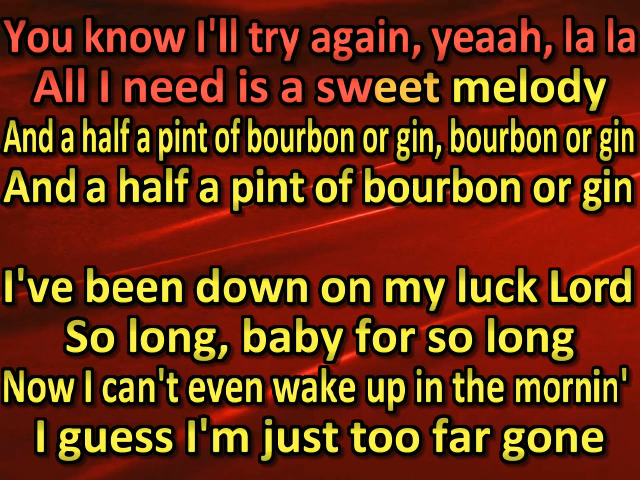 You know I'll try again, yeaah, la la
All I need is a sweet melody
And a half a pint of bourbon or gin, bourbon or gin
And a half a pint of bourbon or gin
I've been down on my luck Lord
So long, baby for so long
Now I can't even wake up in the mornin'
I guess I'm just too far gone